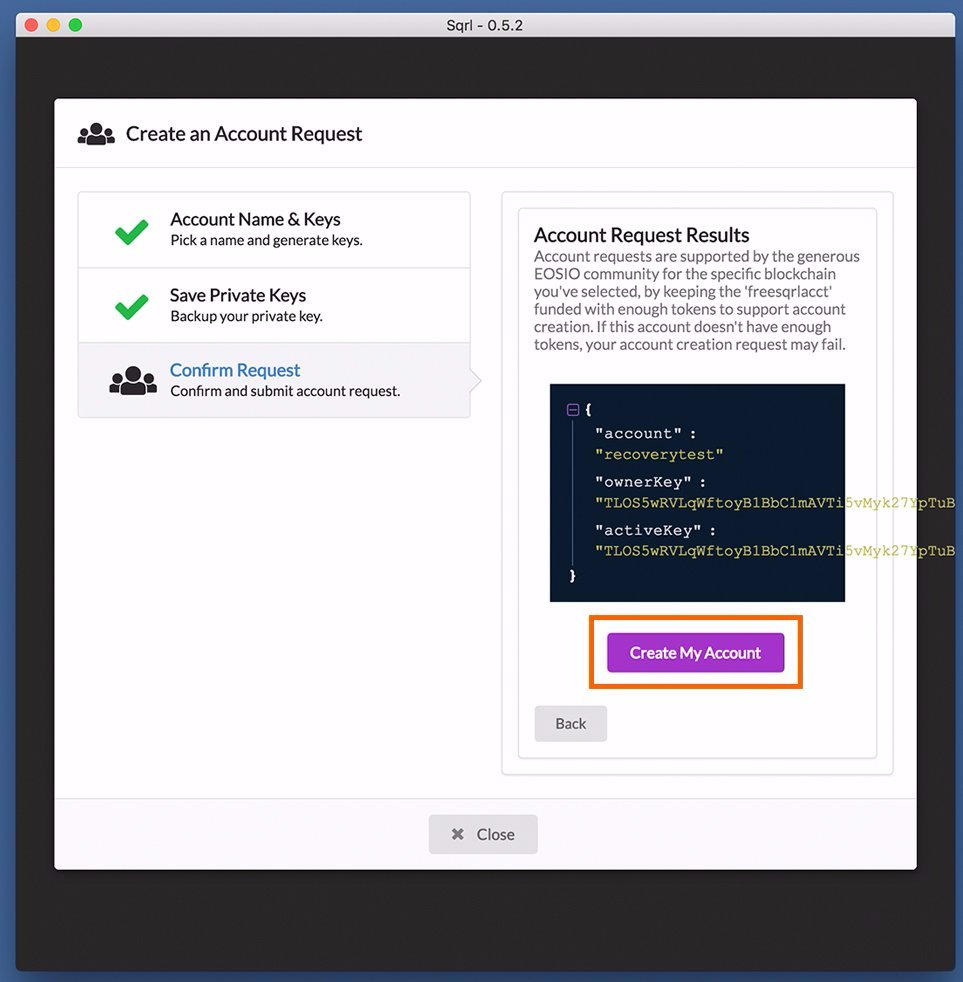 Sqrl - 0.5.2
Create an Account Request
Account Name & Keys
Pick a name and generate keys.
Save Private Keys
Backup your private key.
Confirm Request
Confirm and submit account request.
Account Request Results
Account requests are supported by the generous
EOSIO community for the specific blockchain
you've selected, by keeping the 'freesqrlacct'
funded with enough tokens to support account
creation. If this account doesn't have enough
tokens, your account creation request may fail.
{
"account" :
"recoverytest"
"ownerKey" :
"TLOS5wRVLqWftoyB1BbC1mAVTi5vMyk27YpTuB
"activeKey" :
"TLOS5wRVLqWftoyB1BbC1mAVTi5vMyk27YpTuB
}
Create My Account
Back
Close